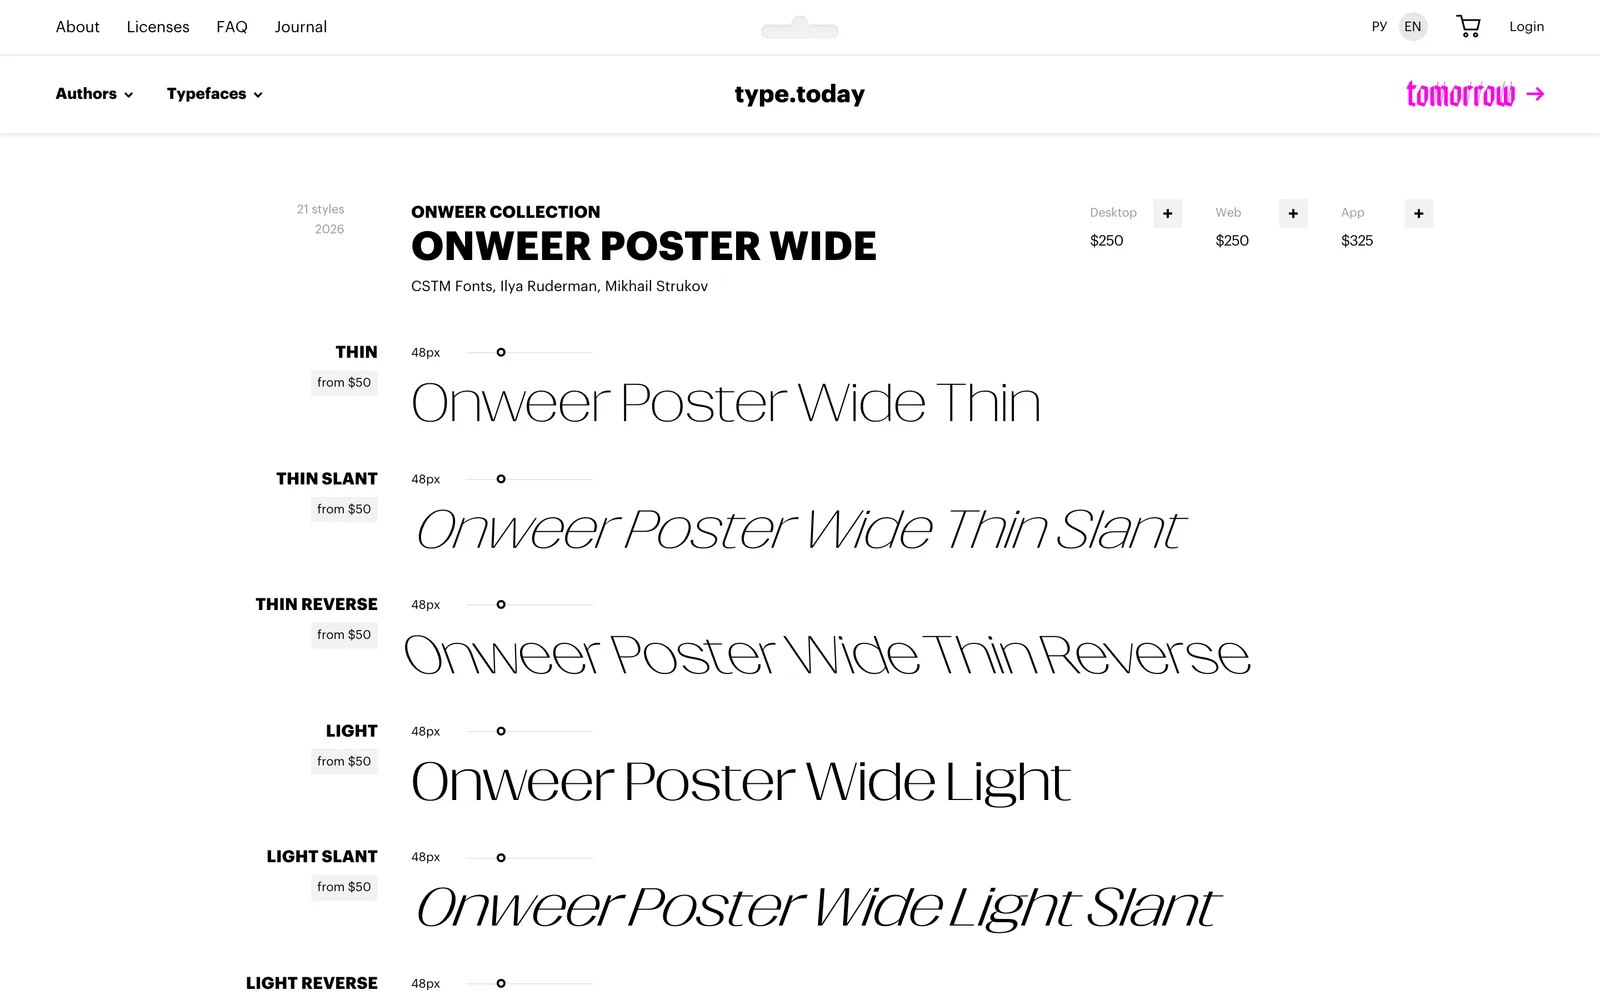 About Licenses FAQ Journal
РУ EN Login
Authors Typefaces
type.today
tomorrow →
21 styles
2026
ONWEER COLLECTION
ONWEER POSTER WIDE
CSTM Fonts, Ilya Ruderman, Mikhail Strukov
Desktop +
$250
Web +
$250
App +
$325
THIN
from $50
48px
Onweer Poster Wide Thin
THIN SLANT
from $50
48px
Onweer Poster Wide Thin Slant
THIN REVERSE
from $50
48px
Onweer Poster Wide Thin Reverse
LIGHT
from $50
48px
Onweer Poster Wide Light
LIGHT SLANT
from $50
48px
Onweer Poster Wide Light Slant
LIGHT REVERSE
48px